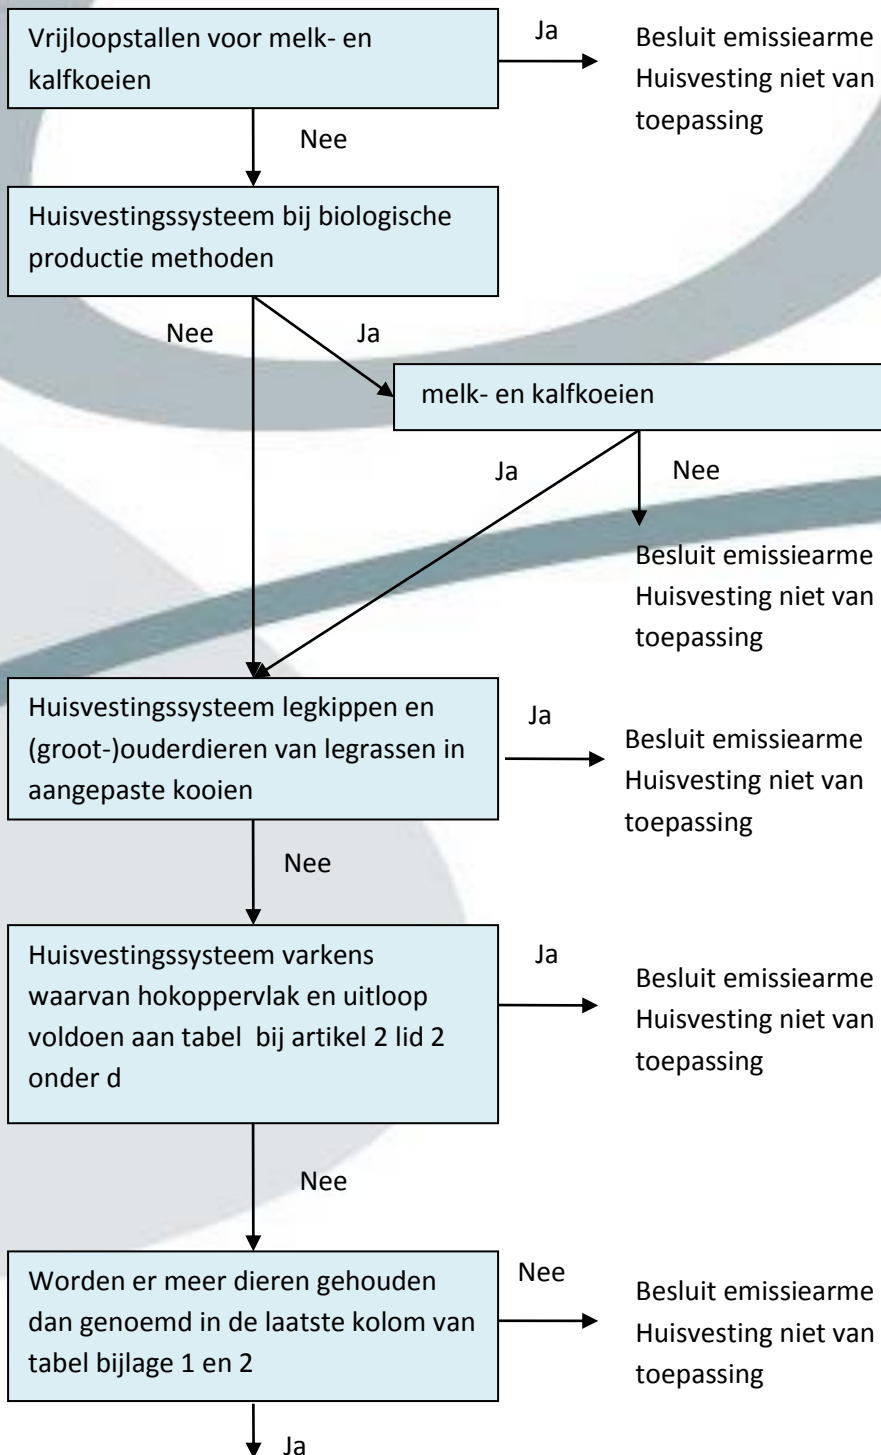 Vrijloopstallen voor melk- en
kalfkoeien
Ja
Besluit emissiearme
Huisvesting niet van
toepassing
Nee
Huisvestingssysteem bij biologische
productie methoden
Nee
Ja
melk- en kalfkoeien
Ja
Nee
Besluit emissiearme
Huisvesting niet van
toepassing
Huisvestingssysteem legkippen en
(groot-)ouderdieren van legrassen in
aangepaste kooien
Ja
Besluit emissiearme
Huisvesting niet van
toepassing
Nee
Huisvestingssysteem varkens
waarvan hokoppervlak en uitloop
voldoen aan tabel  bij artikel 2 lid 2
onder d
Ja
Besluit emissiearme
Huisvesting niet van
toepassing
Nee
Worden er meer dieren gehouden
dan genoemd in de laatste kolom van
tabel bijlage 1 en 2
Nee
Besluit emissiearme
Huisvesting niet van
toepassing
Ja